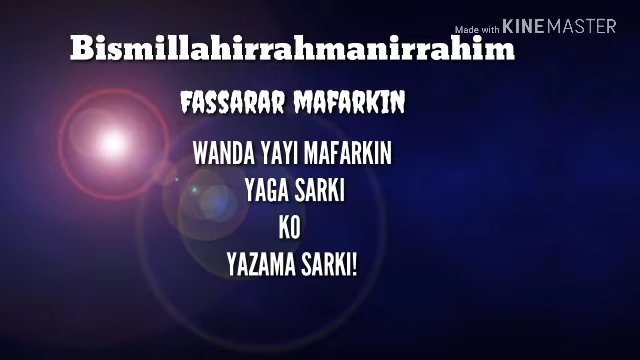 Made with KINEMASTER
Bismillahirrahmanirrahim
FASSARAR MAFARKIN
WANDA YAYI MAFARKIN
YAGA SARKI
KO
YAZAMA SARKI!